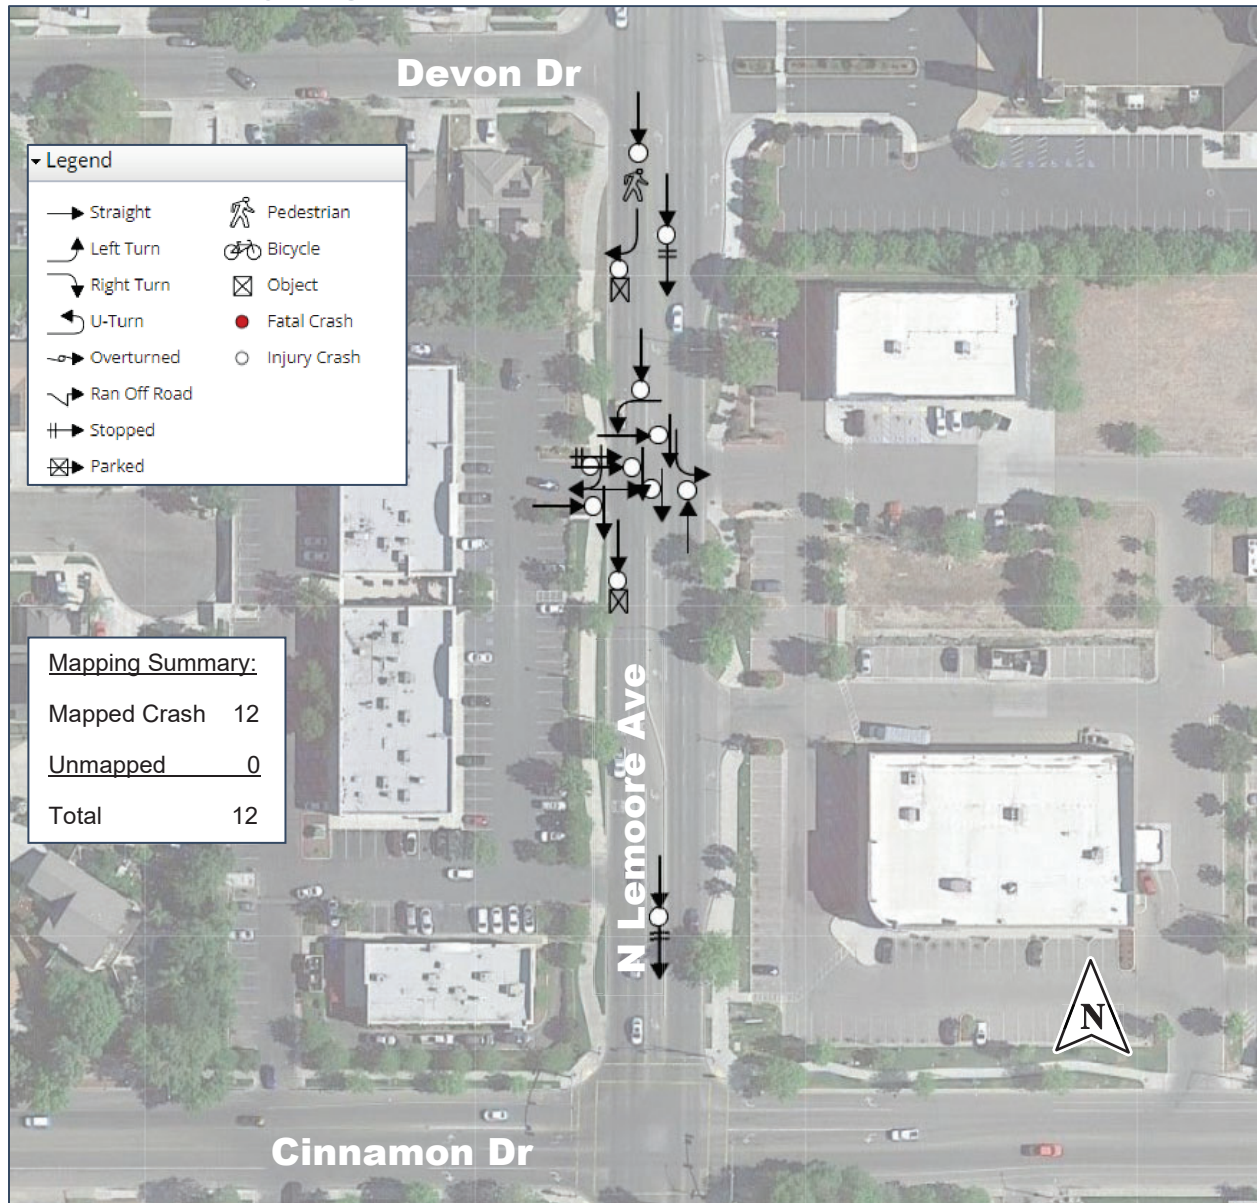 Devon Dr
Legend
Straight
Pedestrian
Left Turn
Bicycle
Right Turn
Object
U-Turn
Fatal Crash
Overturned
Injury Crash
Ran Off Road
Stopped
Parked
Mapping Summary:
Mapped Crash 12
Unmapped 0
Total 12
N Lemoore Ave
N
Cinnamon Dr